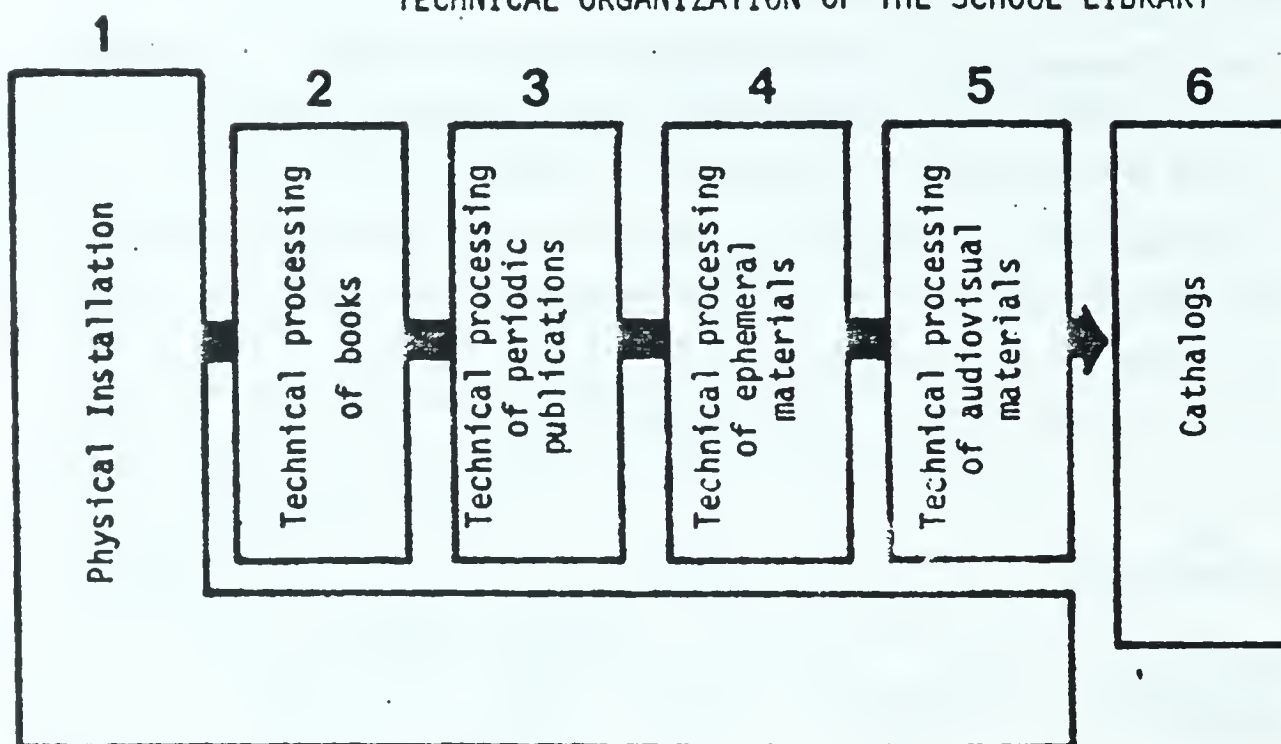 TECHNICAL ORGANIZATION OF THE SCHOOL LIBRARY
1
2
3
4
5
6
Physical Installation
Technical processing
of books
Technical processing
of periodic
publications
Technical processing
of ephemeral
materials
Technical processing
of audiovisual
materials
Cathalogs